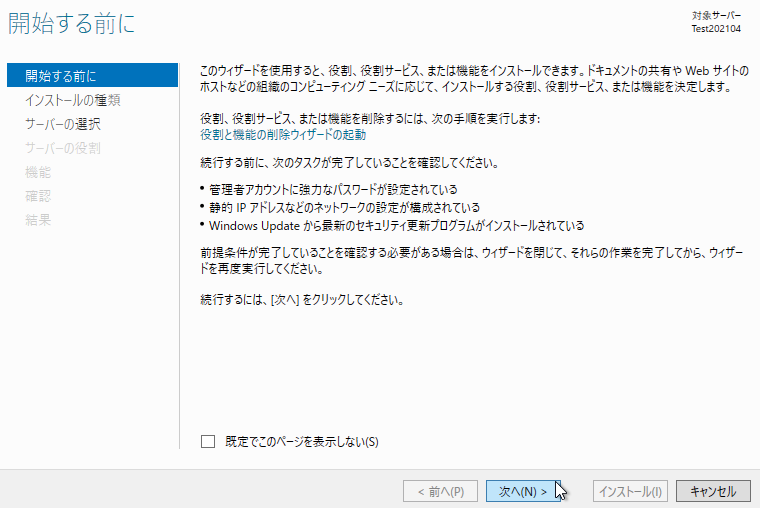 開始する前に
対象サーバー
Test202104
開始する前に
インストールの種類
サーバーの選択
サーバーの役割
機能
確認
結果
このウィザードを使用すると、役割、役割サービス、または機能をインストールできます。ドキュメントの共有や Web サイトの
ホストなどの組織のコンピューティング ニーズに応じて、インストールする役割、役割サービス、または機能を決定します。
役割、役割サービス、または機能を削除するには、次の手順を実行します:
役割と機能の削除ウィザードの起動
続行する前に、次のタスクが完了していることを確認してください。
• 管理者アカウントに強力なパスワードが設定されている
• 静的 IP アドレスなどのネットワークの設定が構成されている
• Windows Update から最新のセキュリティ更新プログラムがインストールされている
前提条件が完了していることを確認する必要がある場合は、ウィザードを閉じて、それらの作業を完了してから、ウィザー
ドを再度実行してください。
続行するには、[次へ] をクリックしてください。
既定でこのページを表示しない(S)
< 前へ(P)
次へ(N) >
インストール(I)
キャンセル